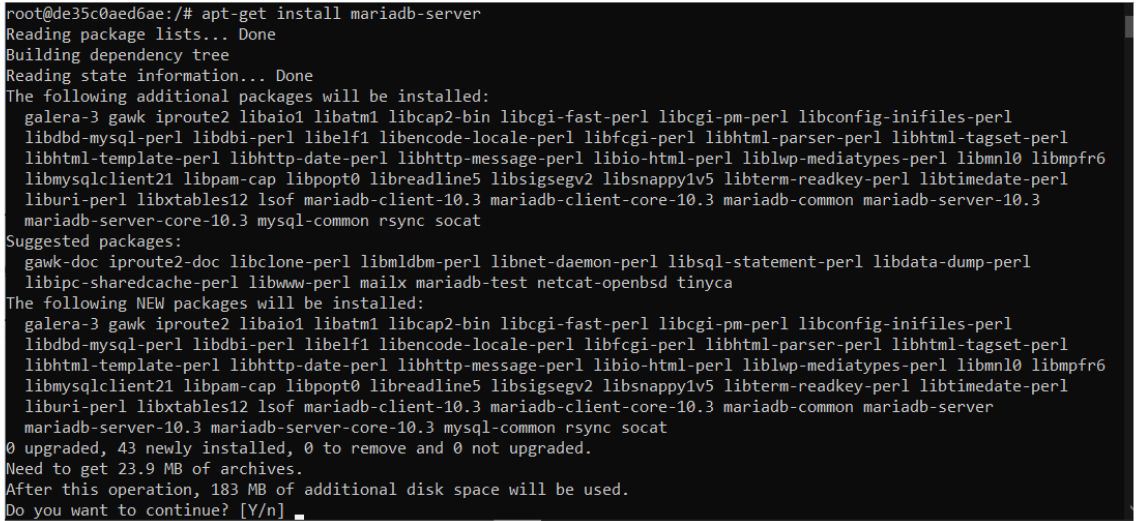 root@de35c0aed6ae:/# apt-get install mariadb-server
Reading package lists... Done
Building dependency tree
Reading state information... Done
The following additional packages will be installed:
  galera-3 gawk iproute2 libaio1 libatm1 libcap2-bin libcgi-fast-perl libcgi-pm-perl libconfig-inifiles-perl
  libdbd-mysql-perl libdbi-perl libelf1 libencode-locale-perl libfcgi-perl libhtml-parser-perl libhtml-tagset-perl
  libhtml-template-perl libhttp-date-perl libhttp-message-perl libio-html-perl liblwp-mediatypes-perl libmnl0 libmpfr6
  libmysqlclient21 libpam-cap libpopt0 libreadline5 libsigsegv2 libsnappy1v5 libterm-readkey-perl libtimedate-perl
  liburi-perl libxtables12 lsof mariadb-client-10.3 mariadb-client-core-10.3 mariadb-common mariadb-server-10.3
  mariadb-server-core-10.3 mysql-common rsync socat
Suggested packages:
  gawk-doc iproute2-doc libclone-perl libmldbm-perl libnet-daemon-perl libsql-statement-perl libdata-dump-perl
  libipc-sharedcache-perl libwww-perl mailx mariadb-test netcat-openbsd tinyca
The following NEW packages will be installed:
  galera-3 gawk iproute2 libaio1 libatm1 libcap2-bin libcgi-fast-perl libcgi-pm-perl libconfig-inifiles-perl
  libdbd-mysql-perl libdbi-perl libelf1 libencode-locale-perl libfcgi-perl libhtml-parser-perl libhtml-tagset-perl
  libhtml-template-perl libhttp-date-perl libhttp-message-perl libio-html-perl liblwp-mediatypes-perl libmnl0 libmpfr6
  libmysqlclient21 libpam-cap libpopt0 libreadline5 libsigsegv2 libsnappy1v5 libterm-readkey-perl libtimedate-perl
  liburi-perl libxtables12 lsof mariadb-client-10.3 mariadb-client-core-10.3 mariadb-common mariadb-server
  mariadb-server-10.3 mariadb-server-core-10.3 mysql-common rsync socat
0 upgraded, 43 newly installed, 0 to remove and 0 not upgraded.
Need to get 23.9 MB of archives.
After this operation, 183 MB of additional disk space will be used.
Do you want to continue? [Y/n]